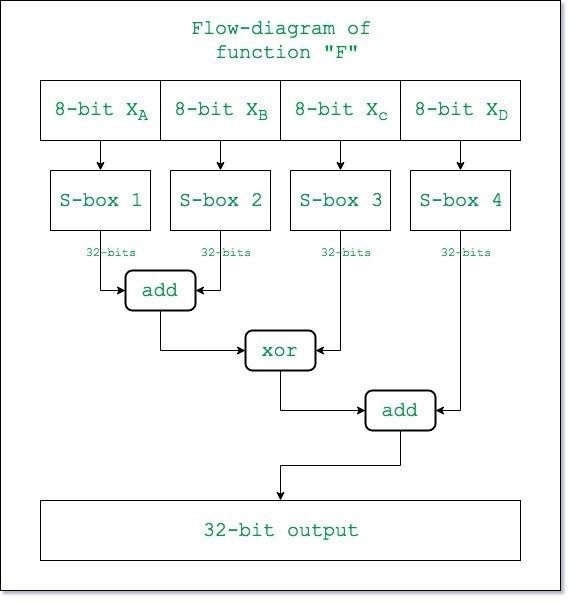 Flow-diagram of
function "F"
8-bit XA 8-bit XB 8-bit Xc 8-bit XD
S-box 1 S-box 2 S-box 3 S-box 4
32-bits 32-bits 32-bits 32-bits
add
xor
add
32-bit output